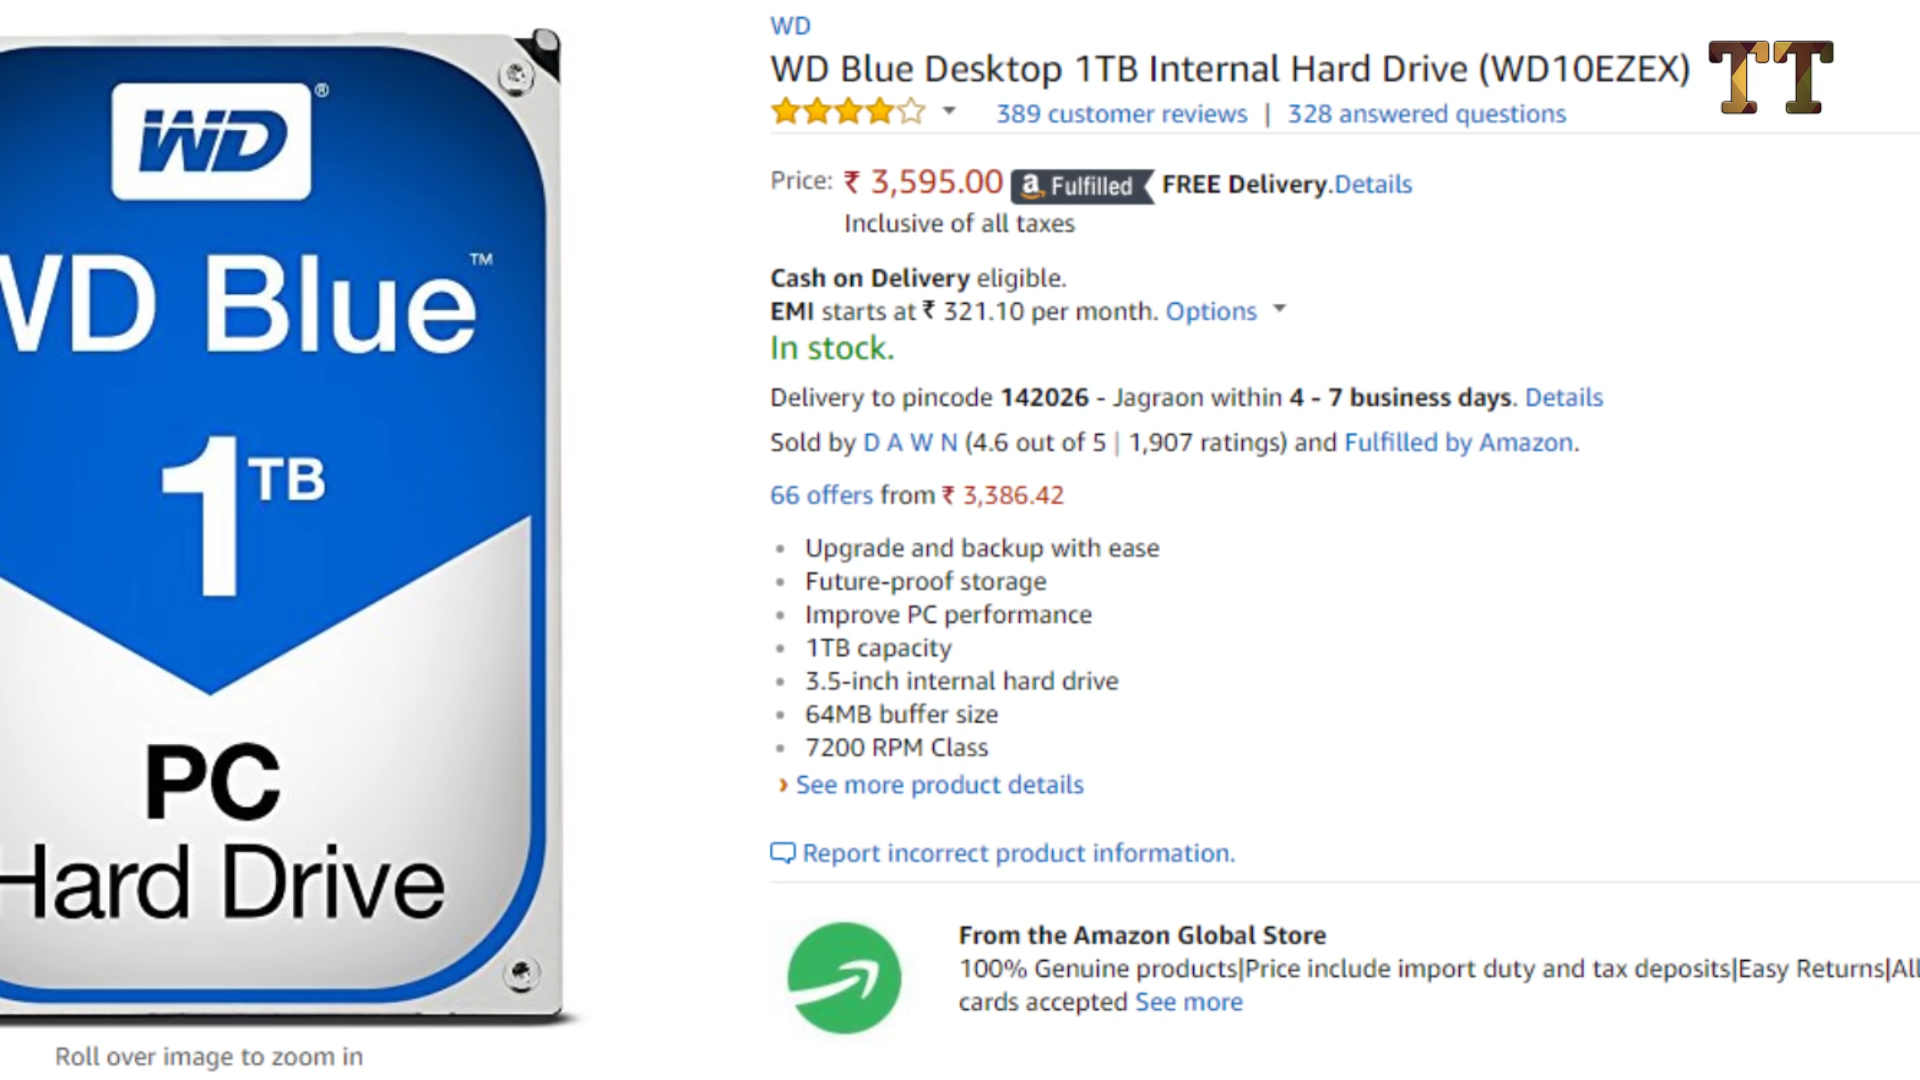 WD®
WD Blue™
1TB
PC
Hard Drive
Roll over image to zoom in
WD
WD Blue Desktop 1TB Internal Hard Drive (WD10EZEX)
TT
389 customer reviews | 328 answered questions
Price: ₹ 3,595.00 a Fulfilled FREE Delivery.Details
Inclusive of all taxes
Cash on Delivery eligible.
EMI starts at ₹ 321.10 per month. Options
In stock.
Delivery to pincode 142026 - Jagraon within 4 - 7 business days. Details
Sold by D A W N (4.6 out of 5 | 1,907 ratings) and Fulfilled by Amazon.
66 offers from ₹ 3,386.42
• Upgrade and backup with ease
• Future-proof storage
• Improve PC performance
• 1TB capacity
• 3.5-inch internal hard drive
• 64MB buffer size
• 7200 RPM Class
› See more product details
Report incorrect product information.
From the Amazon Global Store
100% Genuine products|Price include import duty and tax deposits|Easy Returns|All
cards accepted See more